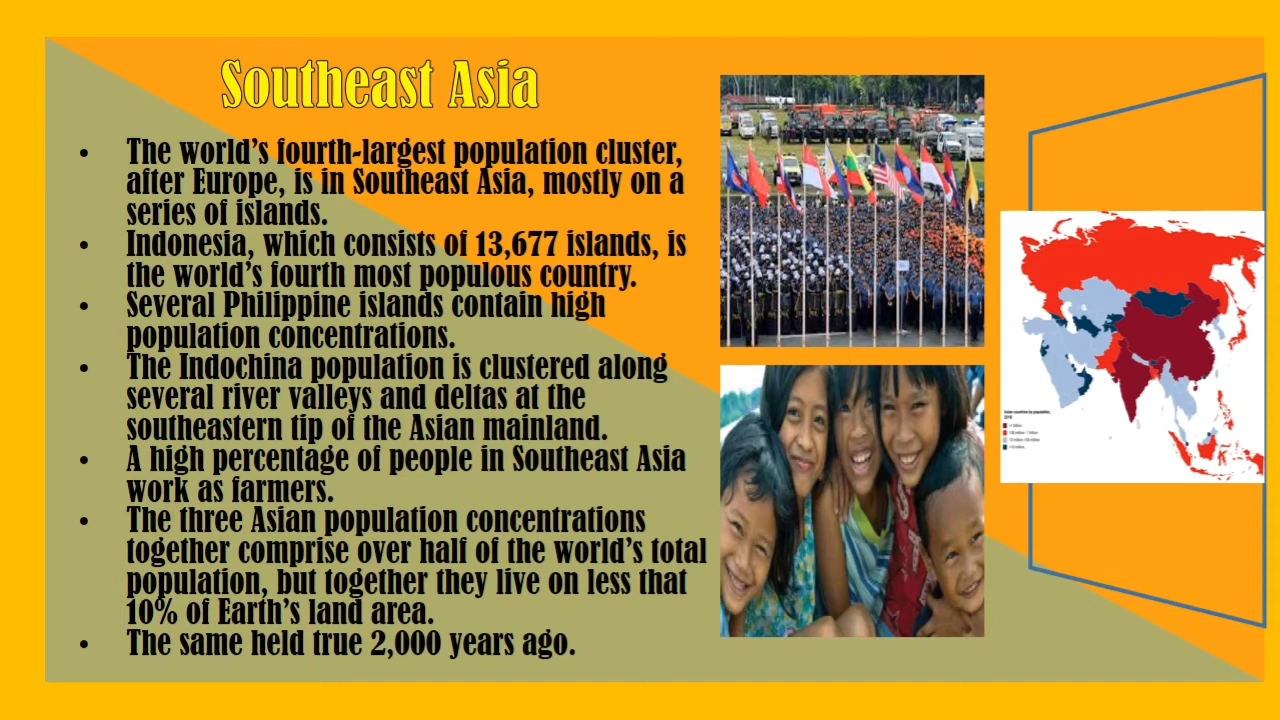 Southeast Asia
• The world's fourth-largest population cluster,
after Europe, is in Southeast Asia, mostly on a
series of islands.
• Indonesia, which consists of 13,677 islands, is
the world's fourth most populous country.
• Several Philippine islands contain high
population concentrations.
• The Indochina population is clustered along
several river valleys and deltas at the
southeastern tip of the Asian mainland.
• A high percentage of people in Southeast Asia
work as farmers.
• The three Asian population concentrations
together comprise over half of the world's total
population, but together they live on less that
10% of Earth's land area.
• The same held true 2,000 years ago.
Asian countries by population,